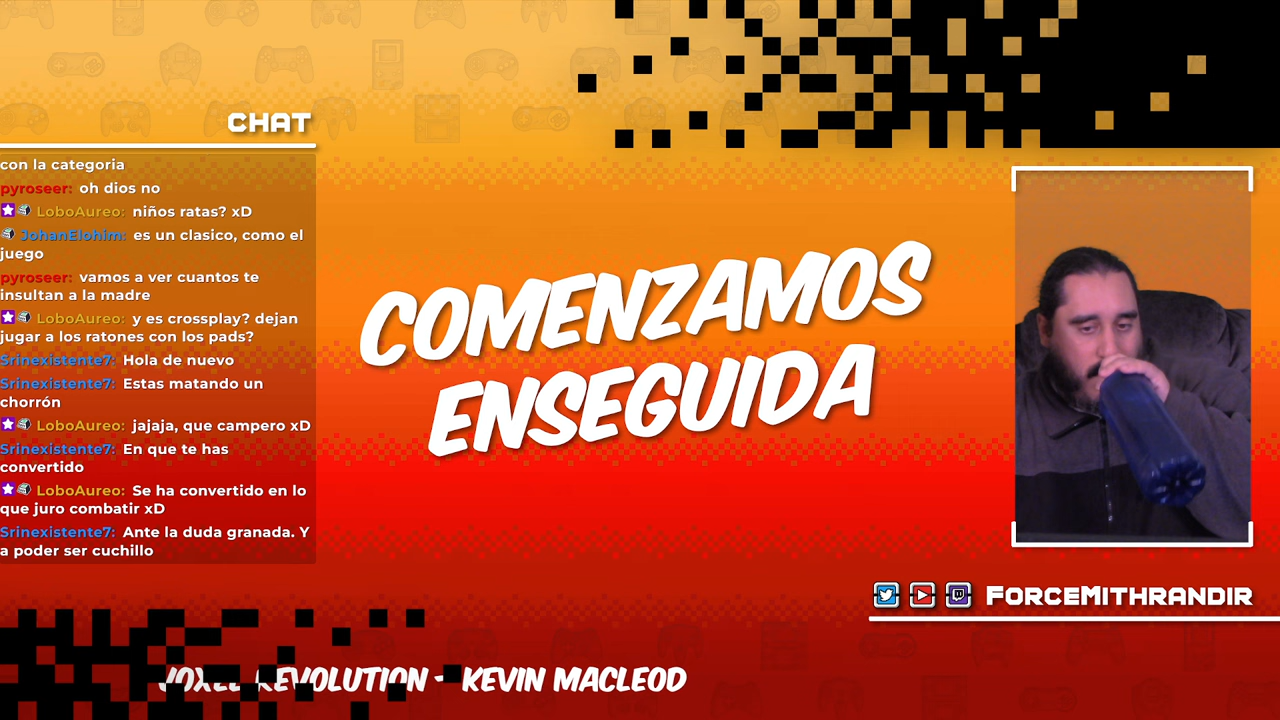 CHAT
con la categoria
pyroseer: oh dios no
LoboAureo: niños ratas? xD
JohanElohim: es un clasico, como el
juego
pyroseer: vamos a ver cuantos te
insultan a la madre
LoboAureo: y es crossplay? dejan
jugar a los ratones con los pads?
Srinexistente7: Hola de nuevo
Srinexistente7: Estas matando un
chorrón
LoboAureo: jajaja, que campero xD
Srinexistente7: En que te has
convertido
LoboAureo: Se ha convertido en lo
que juro combatir xD
Srinexistente7: Ante la duda granada. Y
a poder ser cuchillo
COMENZAMOS
ENSEGUIDA
FORCEMITHRANDIR
REVOLUTION - KEVIN MACLEOD